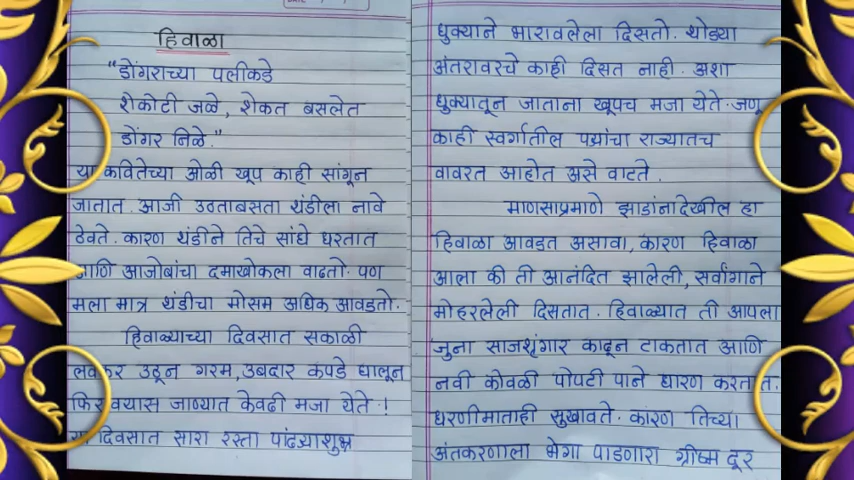 हिवाळा
"डोंगराच्या पलीकडे
शेकोटी जळे, शेकत बसलेत
डोंगर निळे."
या कवितेच्या ओळी खूप काही सांगून
जातात. आजी उठताबसता थंडीला नावे
ठेवते. कारण थंडीने तिचे सांधे धरतात
आणि आजोबांचा दमाखोकला वाढतो. पण
मला मात्र थंडीचा मोसम अधिक आवडतो.
हिवाळ्याच्या दिवसात सकाळी
लवकर उठून गरम, उबदार कपडे घालून
फिरावयास जाण्यात केवढी मजा येते !
या दिवसात सारा रस्ता पांढऱ्याशुभ्र
धुक्याने भारावलेला दिसतो. थोड्या
अंतरावरचे काही दिसत नाही. अशा
धुक्यातून जाताना खूपच मजा येते. जणू
काही स्वर्गातील पऱ्यांचा राज्यातच
वावरत आहोत असे वाटते.
माणसाप्रमाणे झाडांनादेखील हा
हिवाळा आवडत असावा, कारण हिवाळा
आला की ती आनंदित झालेली, सर्वांगाने
मोहरलेली दिसतात. हिवाळ्यात ती आपला
जुना साजशृंगार काढून टाकतात आणि
नवी कोवळी पोपटी पाने धारण करतात.
धरणीमाताही सुखावते. कारण तिच्या
अंतकरणाला भेगा पाडणारा ग्रीष्म दूर